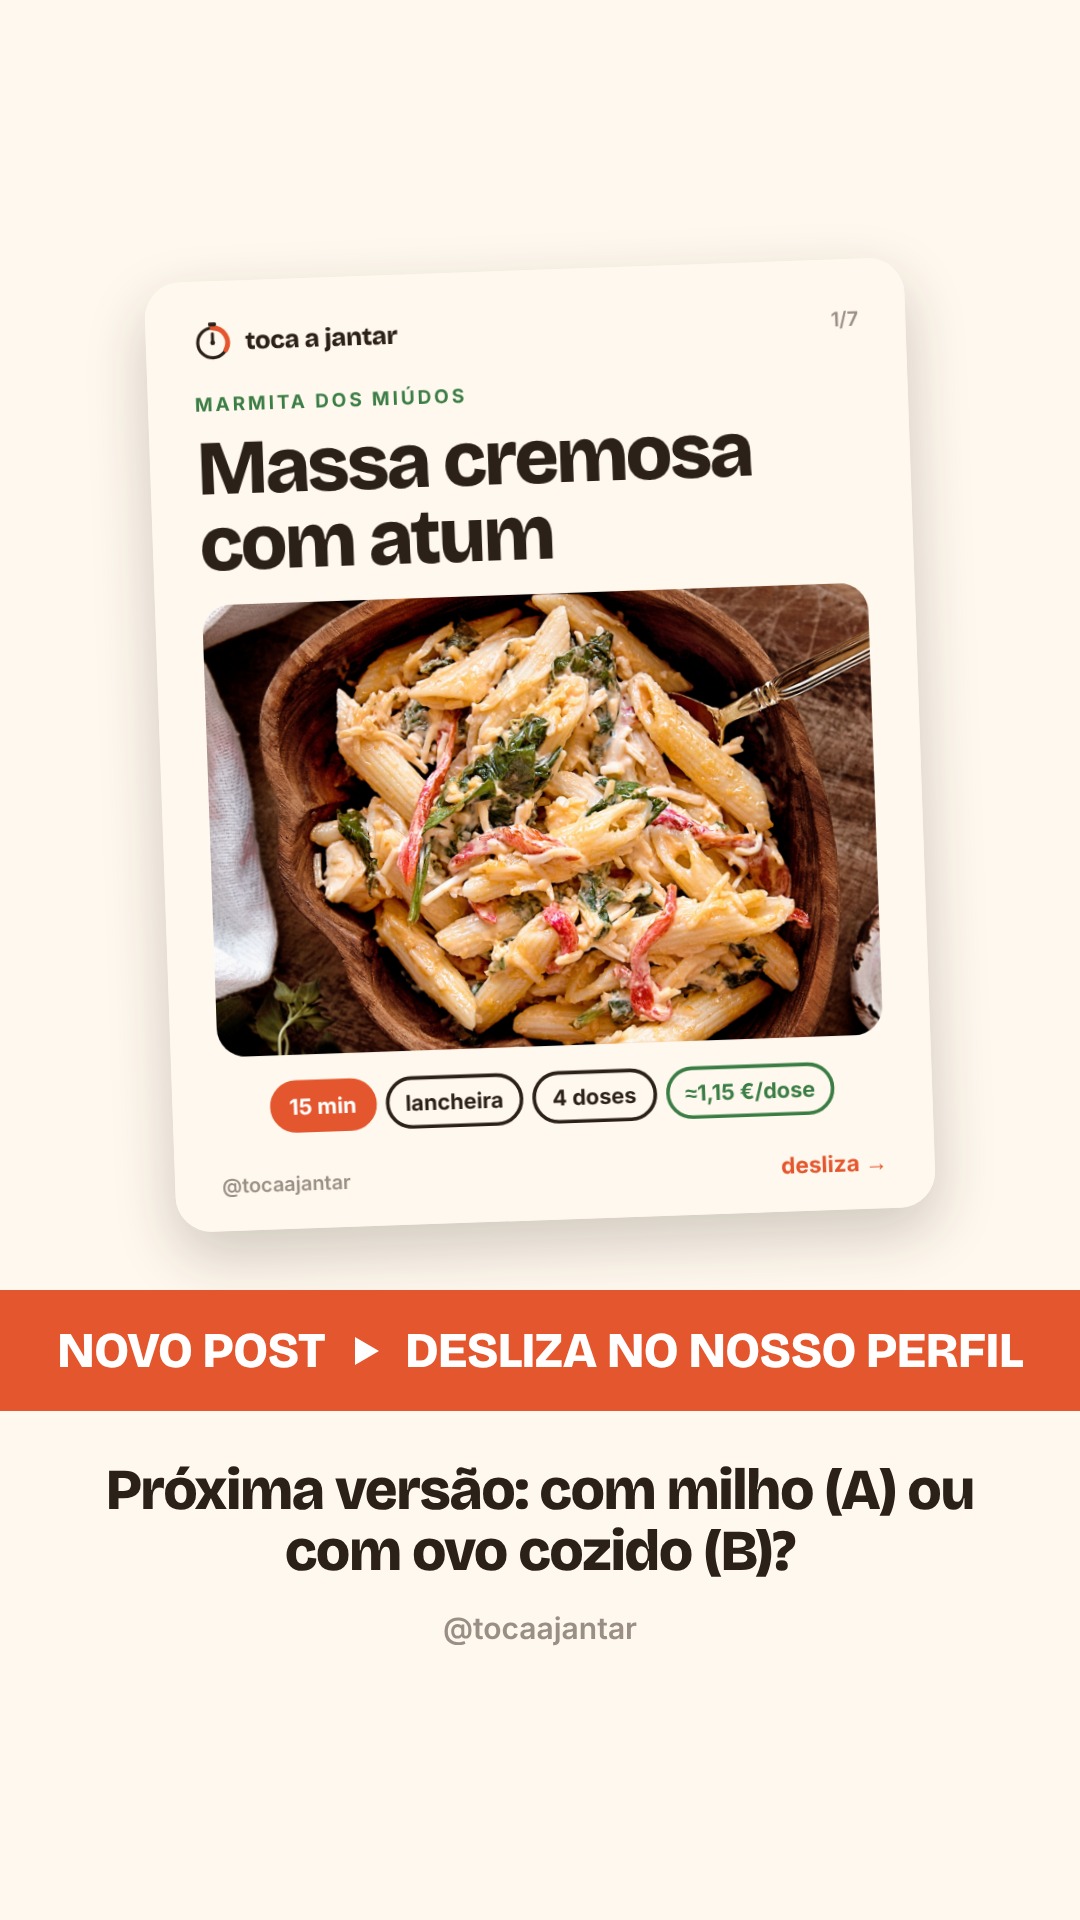 toca a jantar
1/7
MARMITA DOS MIÚDOS
Massa cremosa
com atum
15 min
lancheira
4 doses
≈1,15 €/dose
@tocaajantar
desliza →
NOVO POST ▶ DESLIZA NO NOSSO PERFIL
Próxima versão: com milho (A) ou
com ovo cozido (B)?
@tocaajantar